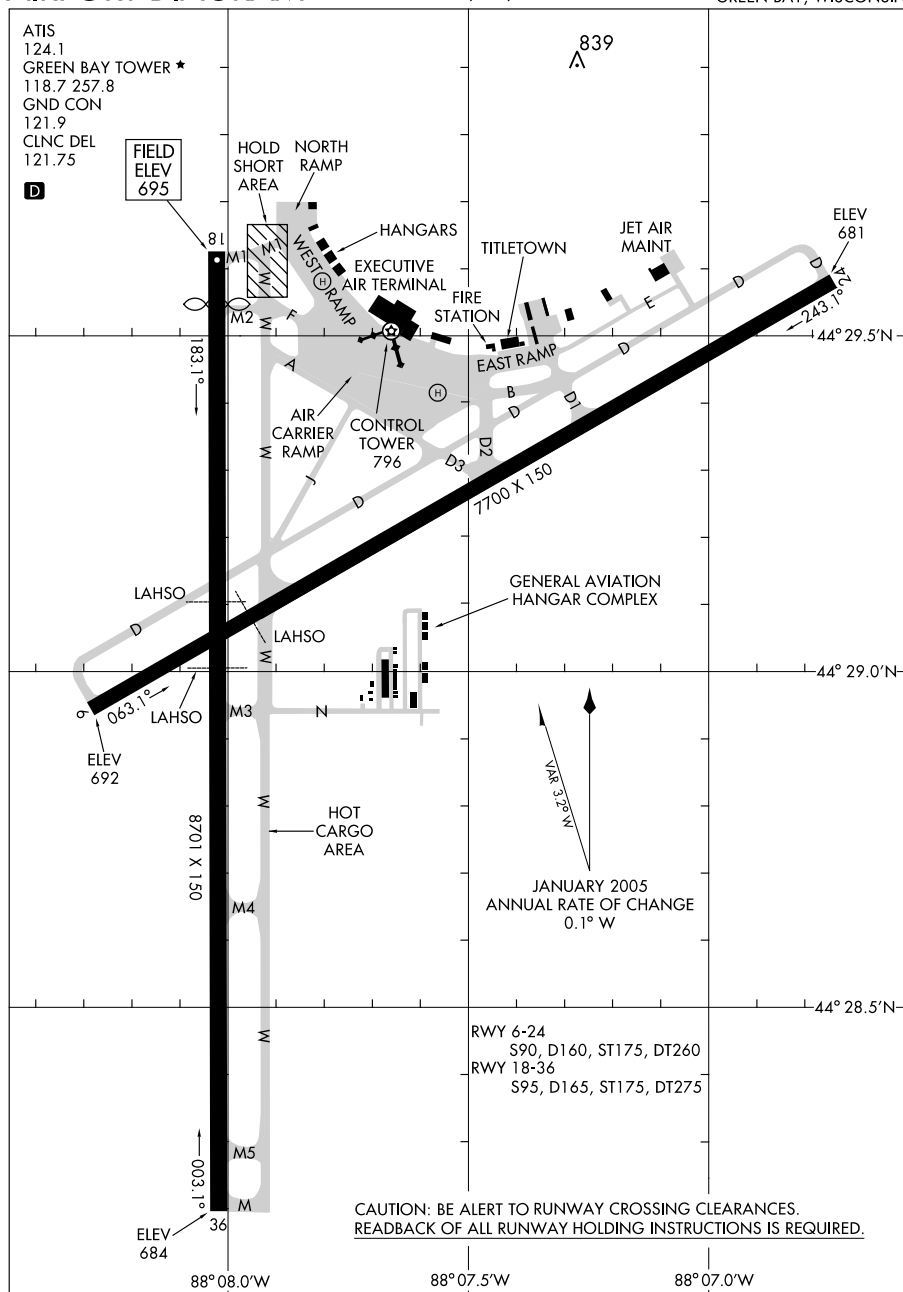 GREEN BAY, WISCONSIN
ATIS
124.1
GREEN BAY TOWER ★
118.7 257.8
GND CON
121.9
CLNC DEL
121.75
D
FIELD
ELEV
695
HOLD
SHORT
AREA
NORTH
RAMP
839
HANGARS
WEST RAMP
H
EXECUTIVE
AIR TERMINAL
TITLETOWN
JET AIR
MAINT
ELEV
681
FIRE
STATION
EAST RAMP
18
M1
M1
M
M2
M
F
A
E
D
D
24
243.1°
44° 29.5'N
183.1°
D
B
H
D
D1
D2
D3
AIR
CARRIER
RAMP
CONTROL
TOWER
796
M
J
D
7700 X 150
LAHSO
LAHSO
LAHSO
D
M
GENERAL AVIATION
HANGAR COMPLEX
44° 29.0'N
063.1°
6
M3
N
ELEV
692
M
HOT
CARGO
AREA
VAR 3.2° W
8701 X 150
JANUARY 2005
ANNUAL RATE OF CHANGE
0.1° W
M4
44° 28.5'N
M
RWY 6-24
S90, D160, ST175, DT260
RWY 18-36
S95, D165, ST175, DT275
003.1°
M5
M
36
ELEV
684
CAUTION: BE ALERT TO RUNWAY CROSSING CLEARANCES.
READBACK OF ALL RUNWAY HOLDING INSTRUCTIONS IS REQUIRED.
88° 08.0'W
88° 07.5'W
88° 07.0'W